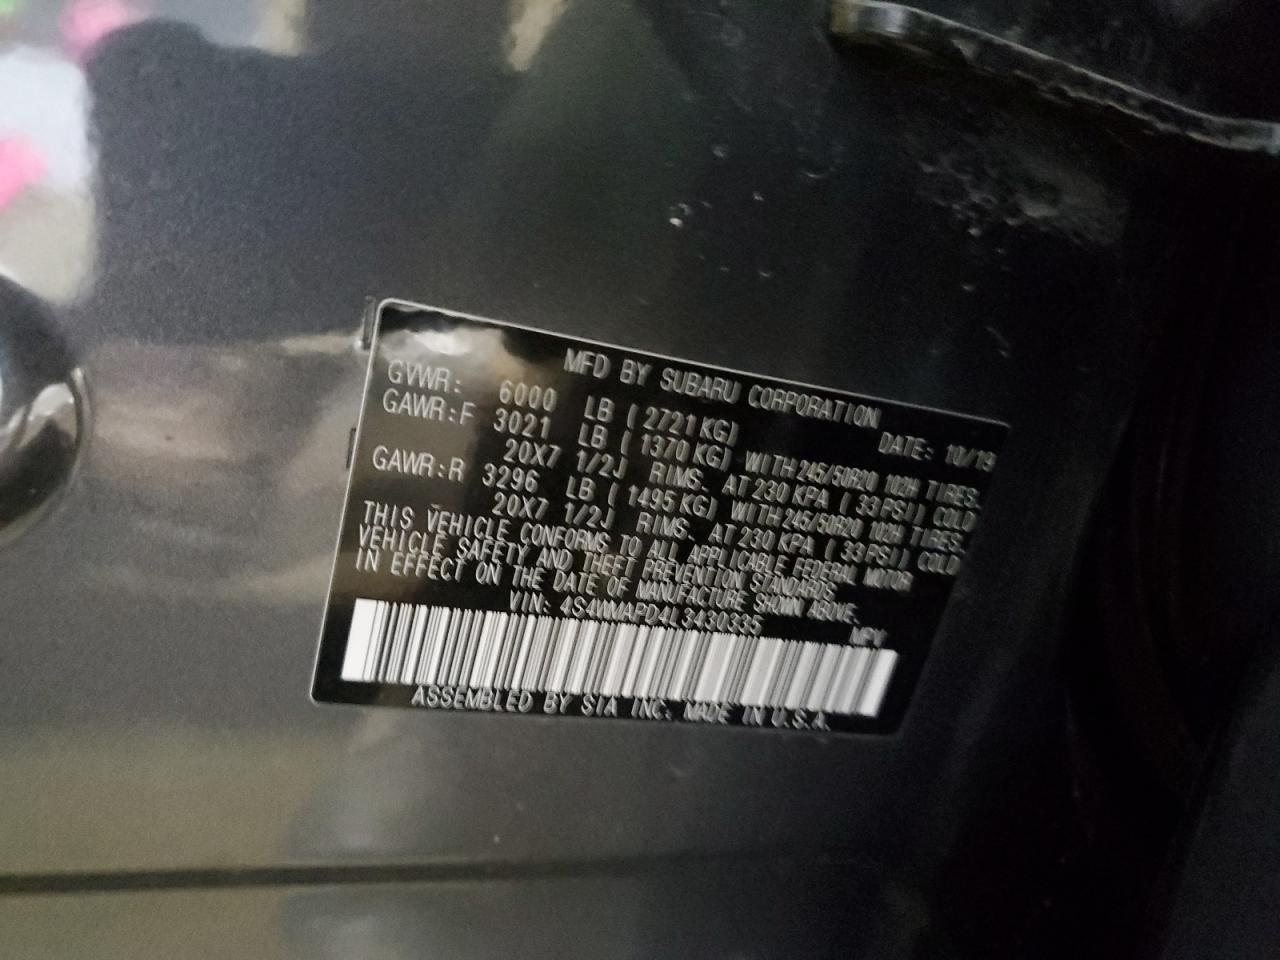 MFD BY SUBARU CORPORATION
GVWR: 6000 LB (2721KG) DATE: 10/19
GAWR:F 3021 LB (1370KG) WITH 245/50R20 102H TIRES.
20X7 1/2J RIMS. AT 230 KPA (33PSI) COLD
GAWR:R 3296 LB (1495KG) WITH 245/50R20 102H TIRES.
20X7 1/2J RIMS. AT 230 KPA (33PSI) COLD
THIS VEHICLE CONFORMS TO ALL APPLICABLE FEDERAL MOTOR
VEHICLE SAFETY AND THEFT PREVENTION STANDARDS
IN EFFECT ON THE DATE OF MANUFACTURE SHOWN ABOVE.
VIN: 4S4WMAPD4L3430335 MPV
ASSEMBLED BY SIA INC. MADE IN U.S.A.